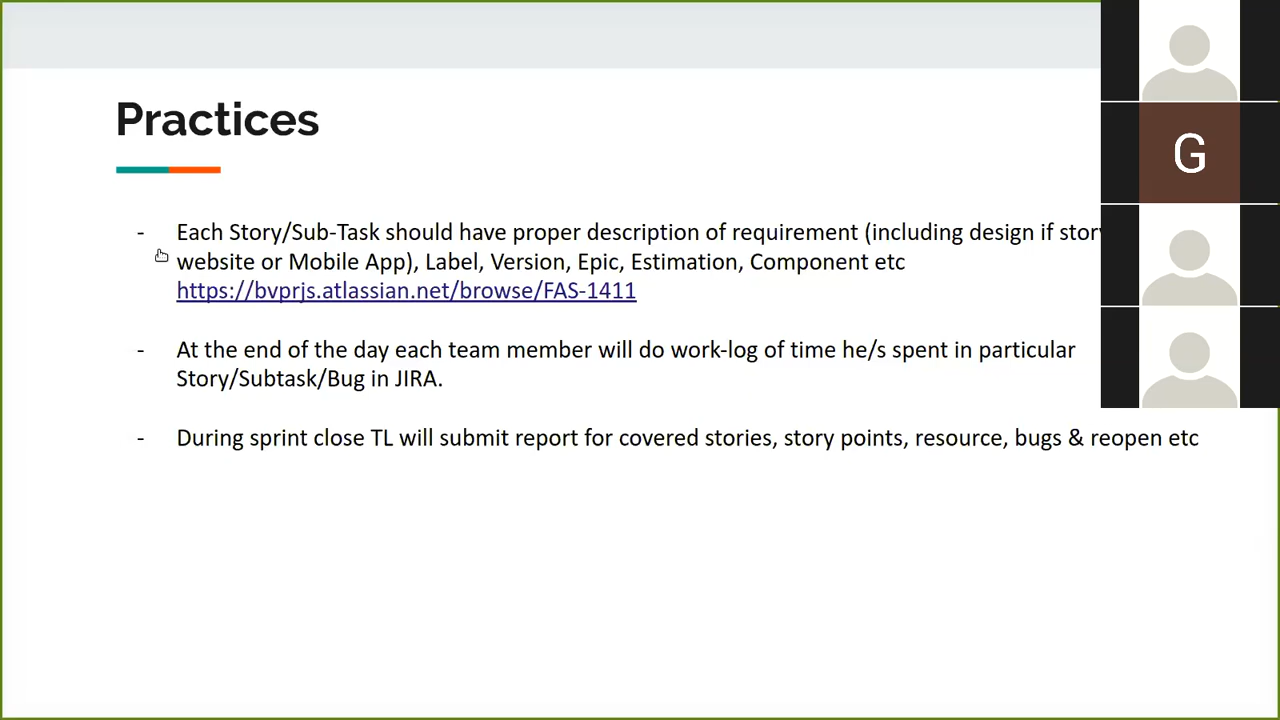 Practices
G
- Each Story/Sub-Task should have proper description of requirement (including design if
website or Mobile App), Label, Version, Epic, Estimation, Component etc
https://bvprjs.atlassian.net/browse/FAS-1411
- At the end of the day each team member will do work-log of time he/s spent in particular
Story/Subtask/Bug in JIRA.
- During sprint close TL will submit report for covered stories, story points, resource, bugs & reopen etc